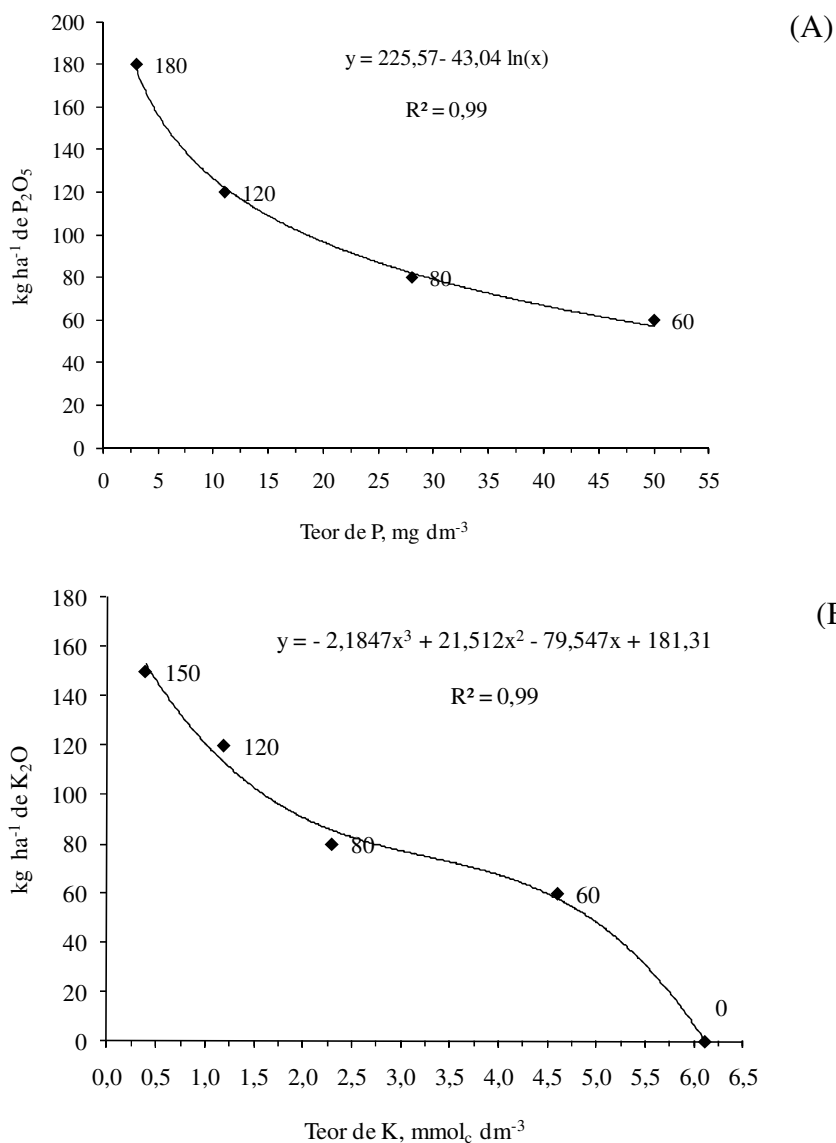 (A)
200
180
160
140
120
100
80
60
40
20
0
kg ha⁻¹ de P₂O₅
y = 225,57- 43,04 ln(x)
R² = 0,99
180
120
80
60
0 5 10 15 20 25 30 35 40 45 50 55
Teor de P, mg dm⁻³
(B
180
160
140
120
100
80
60
40
20
0
kg ha⁻¹ de K₂O
y = - 2,1847x³ + 21,512x² - 79,547x + 181,31
R² = 0,99
150
120
80
60
0
0,0 0,5 1,0 1,5 2,0 2,5 3,0 3,5 4,0 4,5 5,0 5,5 6,0 6,5
Teor de K, mmol꜀ dm⁻³